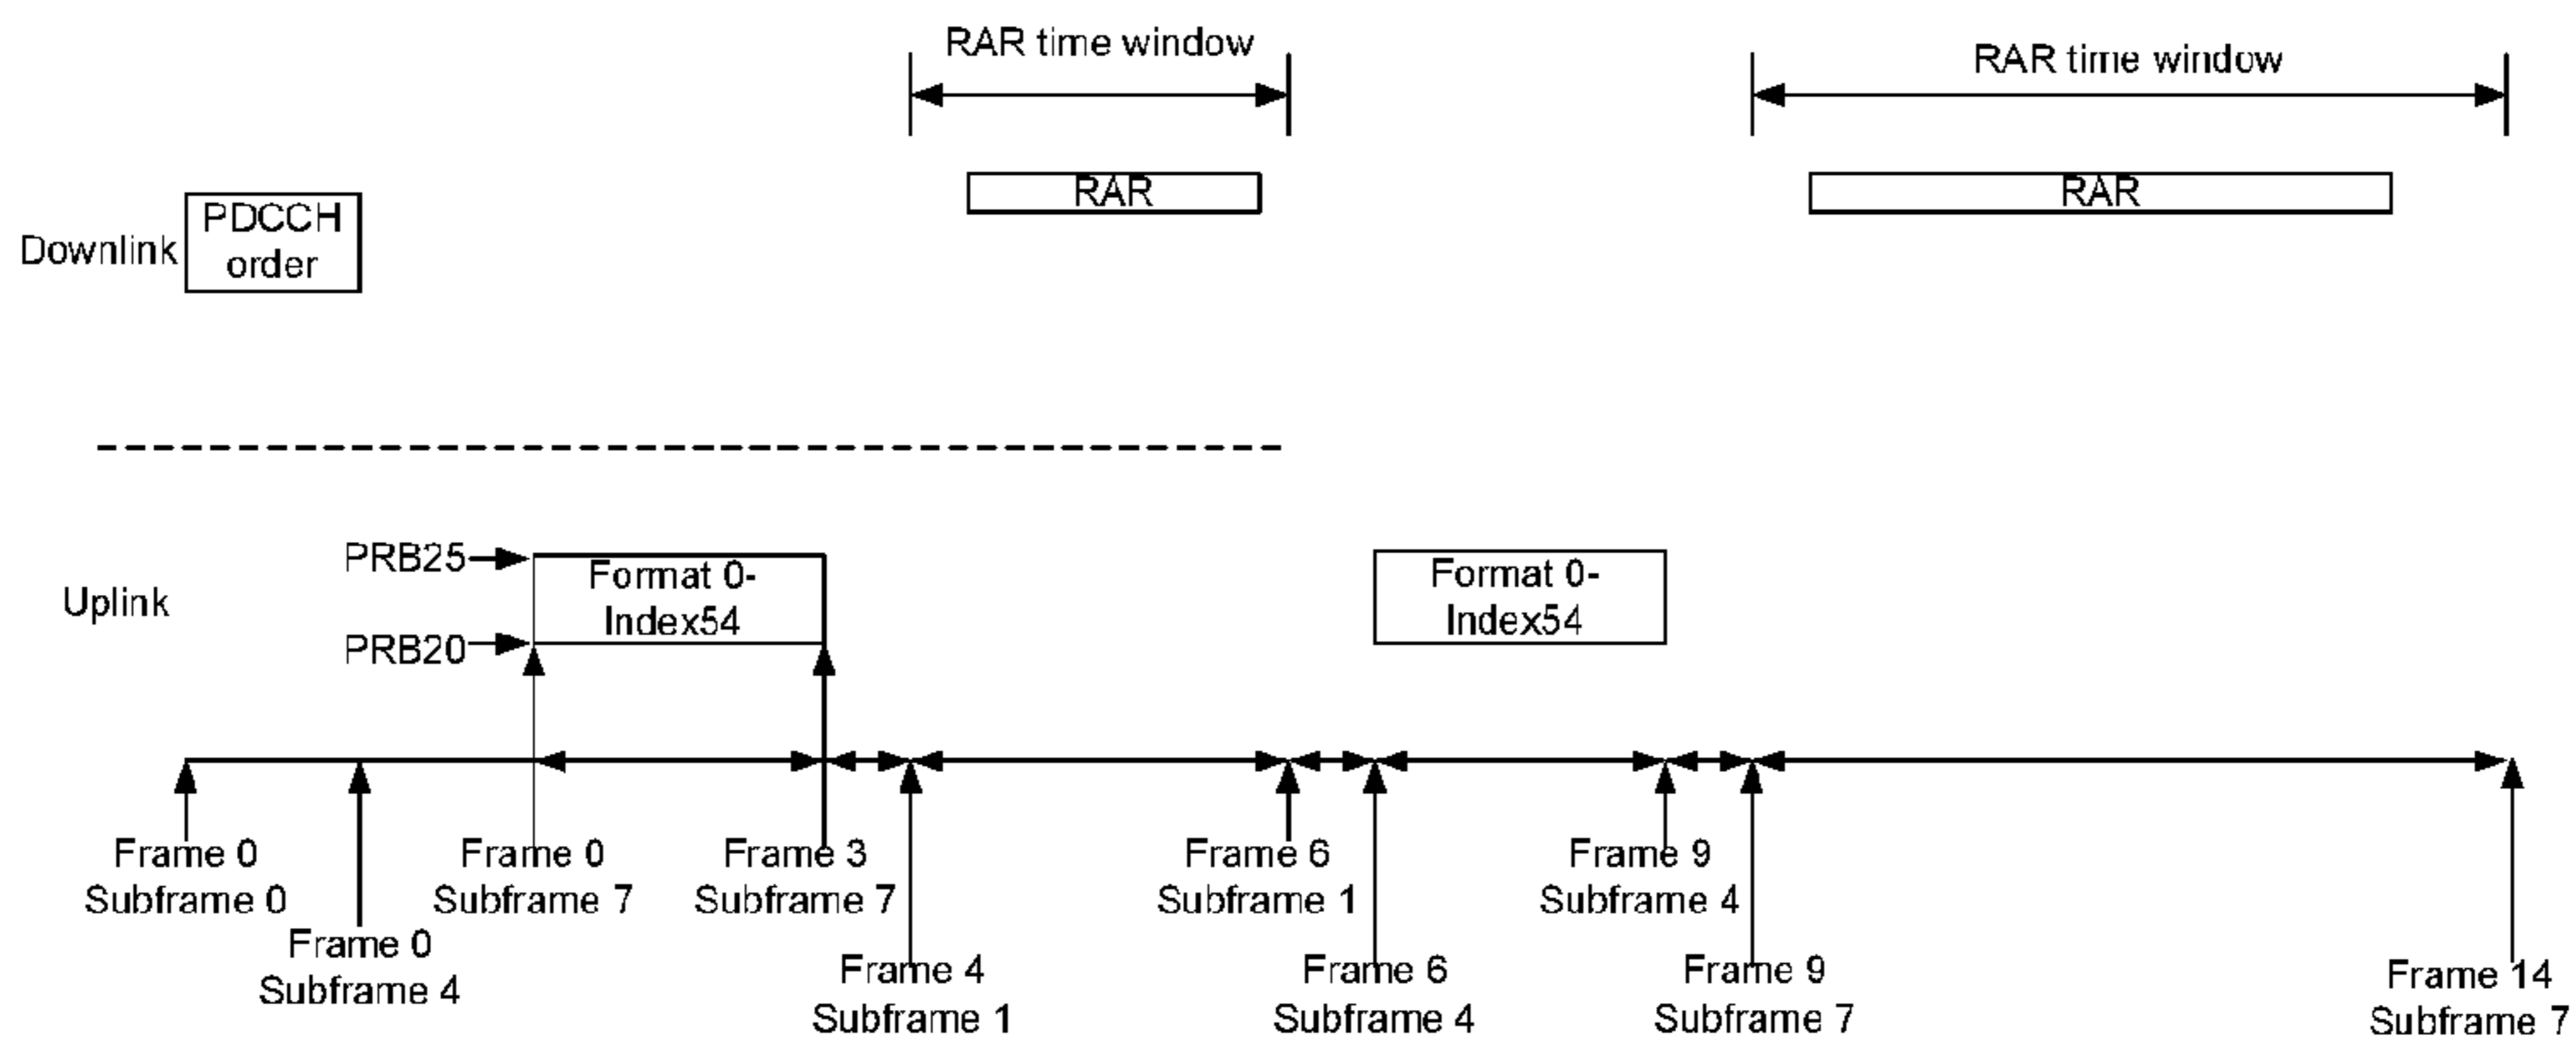 RAR time window
RAR time window
RAR
RAR
Downlink
PDCCH
order
PRB25
Format 0-
Index54
PRB20
Format 0-
Index54
Uplink
Frame 0
Subframe 0
Frame 0
Subframe 4
Frame 0
Subframe 7
Frame 3
Subframe 7
Frame 4
Subframe 1
Frame 6
Subframe 1
Frame 6
Subframe 4
Frame 9
Subframe 4
Frame 9
Subframe 7
Frame 14
Subframe 7